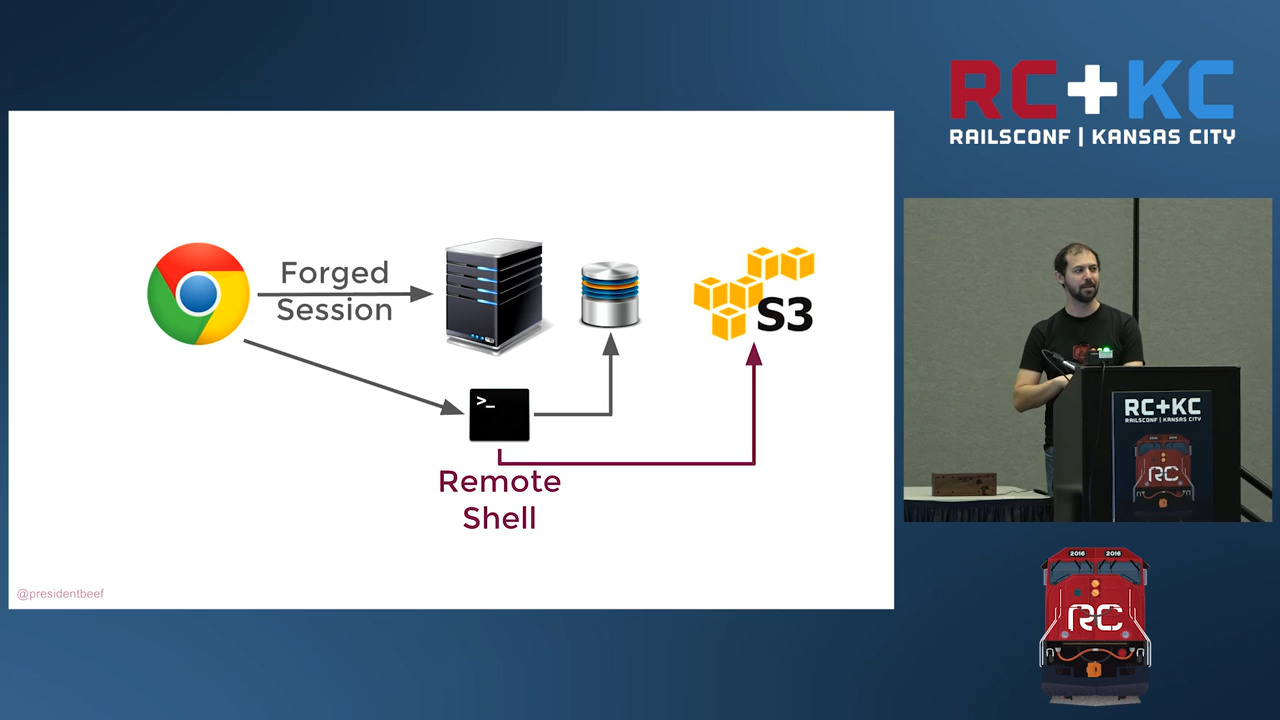 RC+KC
RAILSCONF | KANSAS CITY
Forged
Session
S3
>_
Remote
Shell
@presidentbeef
RC+KC
RAILSCONF | KANSAS CITY
RC
2016 2016
RC